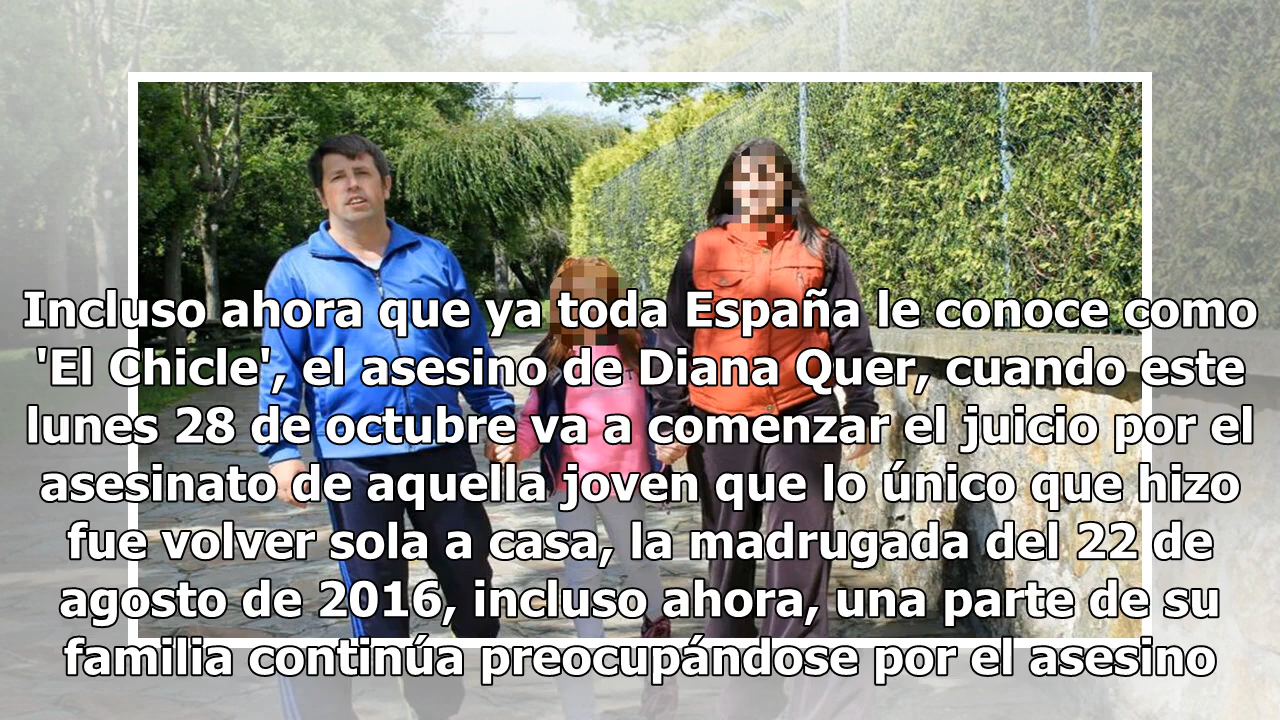 Incluso ahora que ya toda España le conoce como
'El Chicle', el asesino de Diana Quer, cuando este
lunes 28 de octubre va a comenzar el juicio por el
asesinato de aquella joven que lo único que hizo
fue volver sola a casa, la madrugada del 22 de
agosto de 2016, incluso ahora, una parte de su
familia continúa preocupándose por el asesino